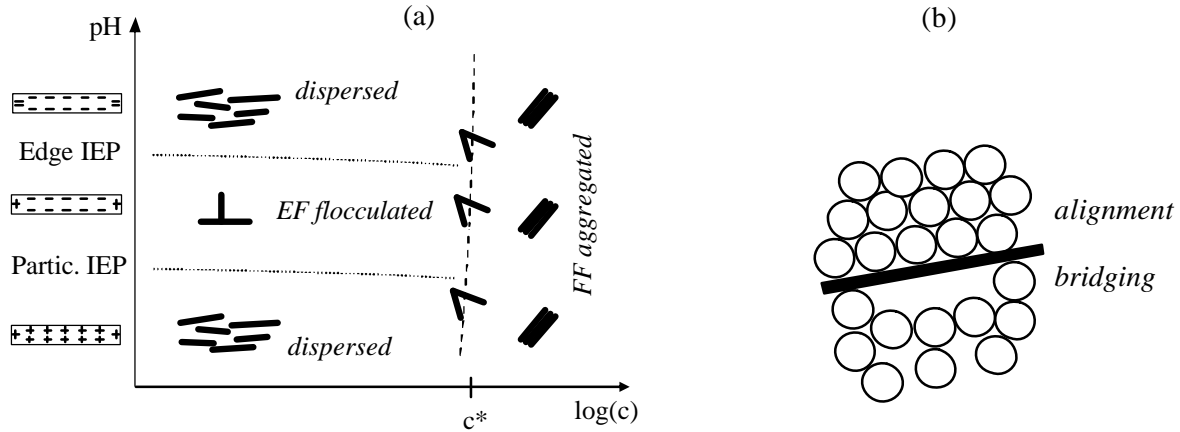 (a)
(b)
pH
dispersed
Edge IEP
EF flocculated
Partic. IEP
dispersed
FF aggregated
c*
log(c)
alignment
bridging